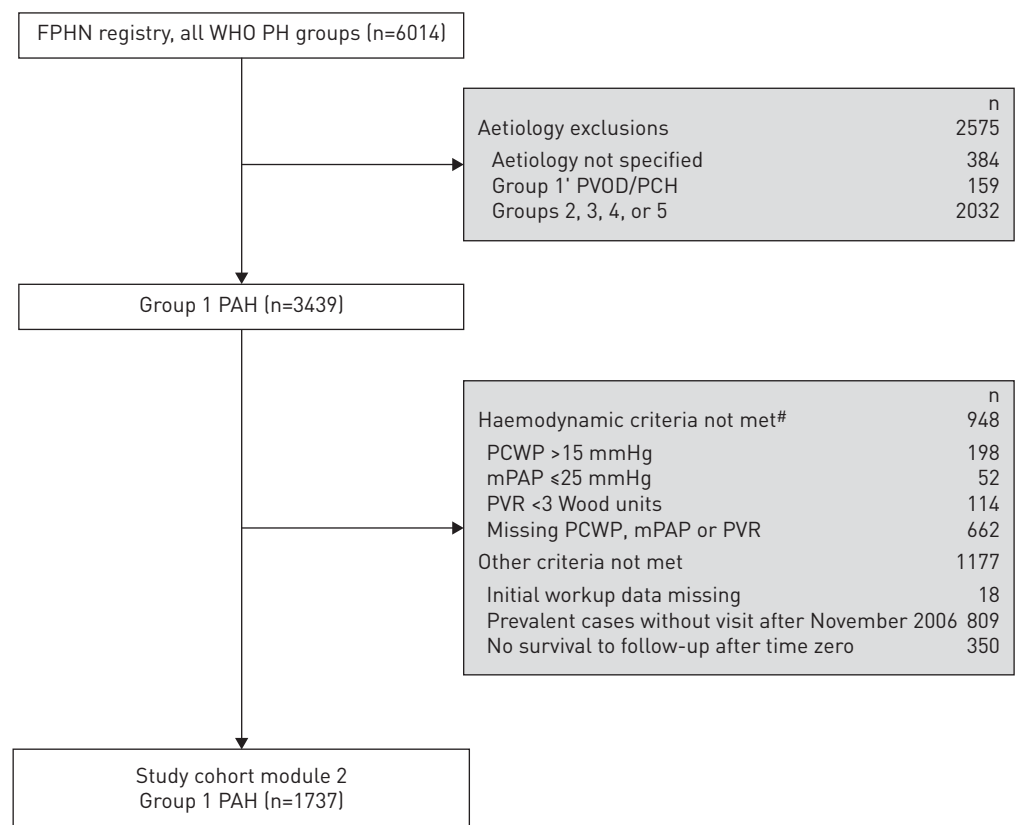 FPHN registry, all WHO PH groups (n=6014)
n
Aetiology exclusions 2575
Aetiology not specified 384
Group 1' PVOD/PCH 159
Groups 2, 3, 4, or 5 2032
Group 1 PAH (n=3439)
n
Haemodynamic criteria not met# 948
PCWP >15 mmHg 198
mPAP ⩽25 mmHg 52
PVR <3 Wood units 114
Missing PCWP, mPAP or PVR 662
Other criteria not met 1177
Initial workup data missing 18
Prevalent cases without visit after November 2006 809
No survival to follow-up after time zero 350
Study cohort module 2
Group 1 PAH (n=1737)